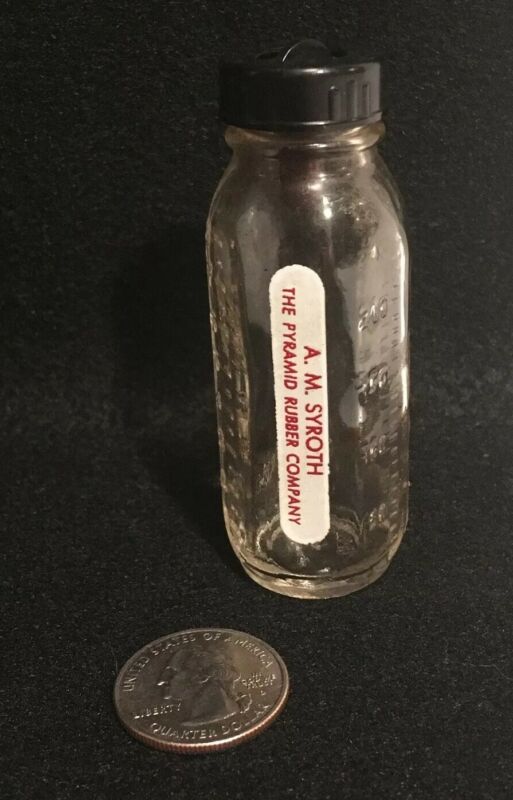 A. M. SYROTH
THE PYRAMID RUBBER COMPANY
UNITED STATES OF AMERICA
LIBERTY
QUARTER DOLLAR